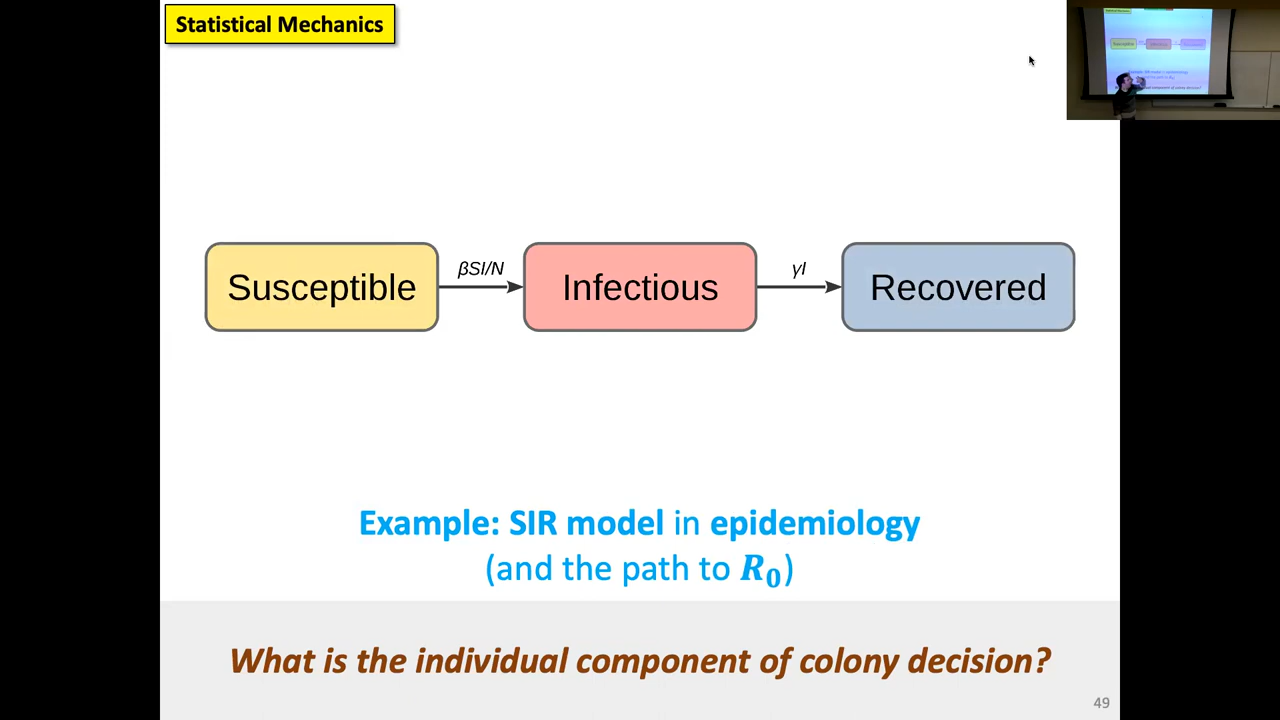 Statistical Mechanics
Susceptible
βSI/N
Infectious
γI
Recovered
Example: SIR model in epidemiology
(and the path to R₀)
What is the individual component of colony decision?
49